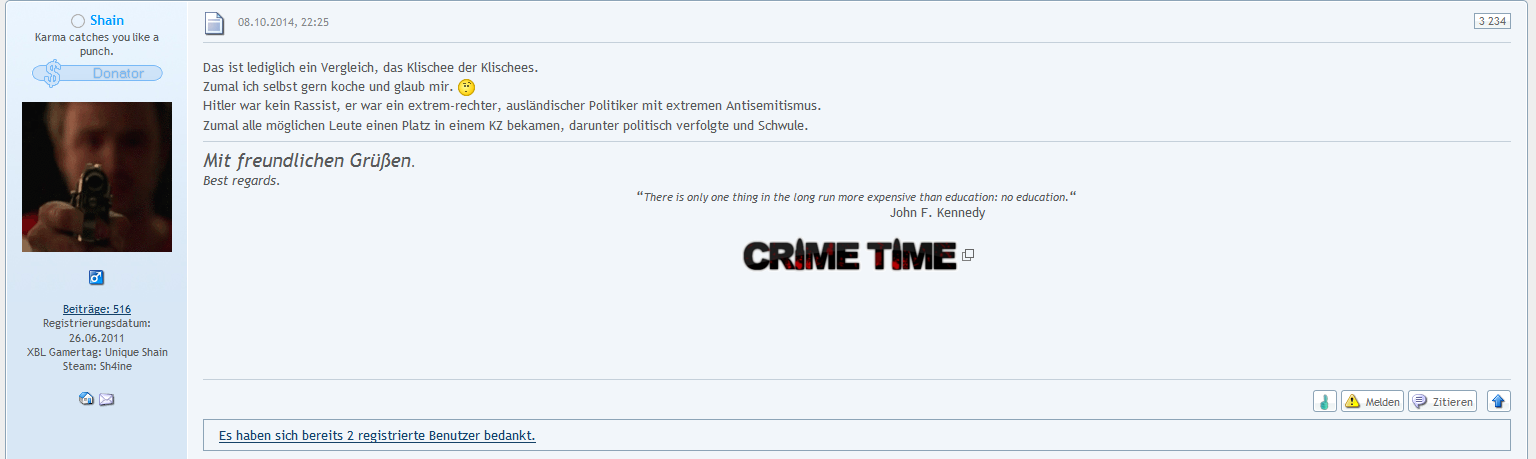 Shain
Karma catches you like a
punch.
Donator
Beiträge: 516
Registrierungsdatum:
26.06.2011
XBL Gamertag: Unique Shain
Steam: Sh4ine
08.10.2014, 22:25
3 234
Das ist lediglich ein Vergleich, das Klischee der Klischees.
Zumal ich selbst gern koche und glaub mir.
Hitler war kein Rassist, er war ein extrem-rechter, ausländischer Politiker mit extremen Antisemitismus.
Zumal alle möglichen Leute einen Platz in einem KZ bekamen, darunter politisch verfolgte und Schwule.
Mit freundlichen Grüßen.
Best regards.
“There is only one thing in the long run more expensive than education: no education.“
John F. Kennedy
CRIME TIME
Melden
Zitieren
Es haben sich bereits 2 registrierte Benutzer bedankt.